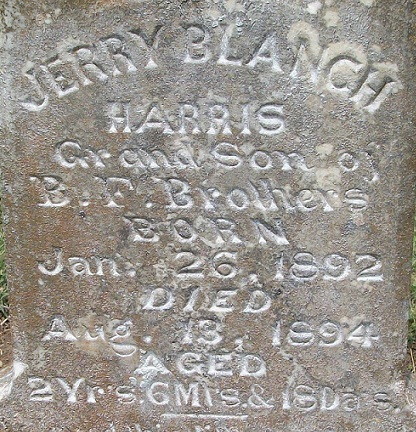 JERRY BLANCH
HARRIS
Grand Son of
B. F. Brothers
BORN
Jan. 26, 1892
DIED
Aug. 13, 1894
AGED
2 Yrs. 6 Mts & 18 Da's.